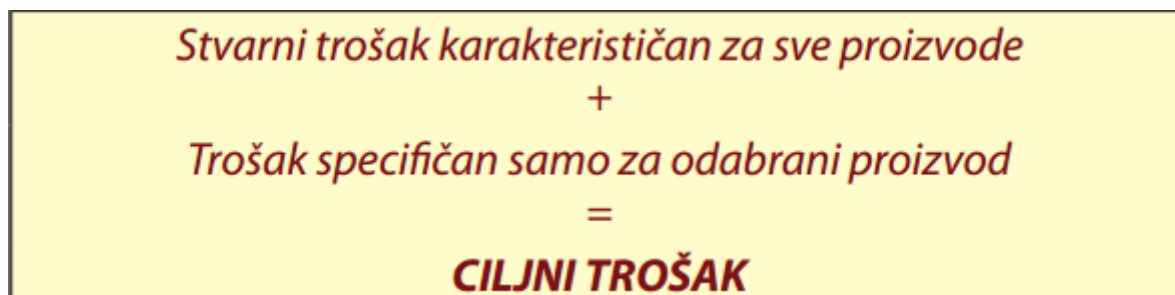 Stvarni trošak karakterističan za sve proizvode
+
Trošak specifičan samo za odabrani proizvod
=
CILJNI TROŠAK